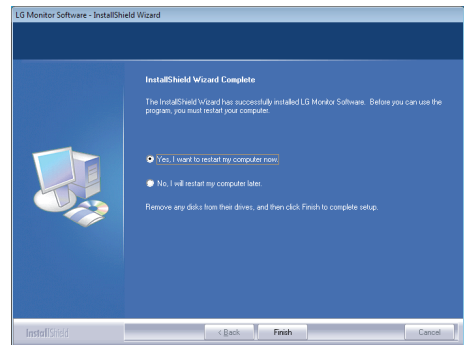 LG Monitor Software - InstallShield Wizard
InstallShield Wizard Complete
The InstallShield Wizard has successfully installed LG Monitor Software. Before you can use the
program, you must restart your computer.
Yes, I want to restart my computer now.
No, I will restart my computer later.
Remove any disks from their drives, and then click Finish to complete setup.
InstallShield
< Back
Finish
Cancel